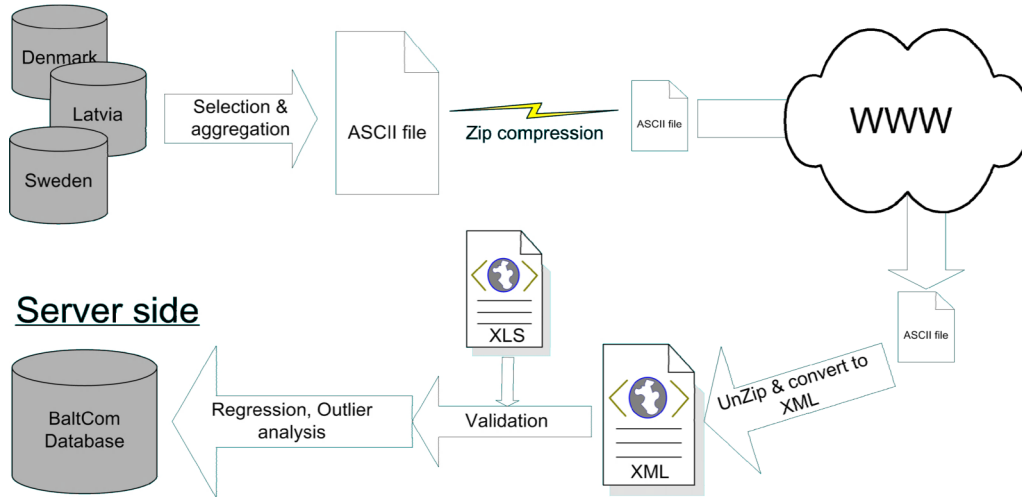 Denmark
Latvia
Sweden
Selection &
aggregation
ASCII file
Zip compression
ASCII file
WWW
ASCII file
UnZip & convert to
XML
XML
XLS
Validation
Regression, Outlier
analysis
Server side
BaltCom
Database